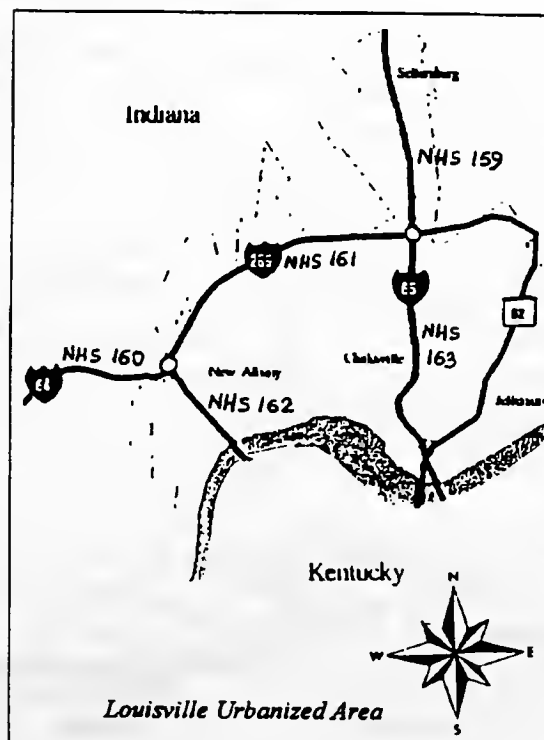 Indiana
NHS 159
265
NHS 161
65
62
NHS 160
64
New Albany
NHS
163
Clarksville
NHS 162
Kentucky
N
W
E
S
Louisville Urbanized Area